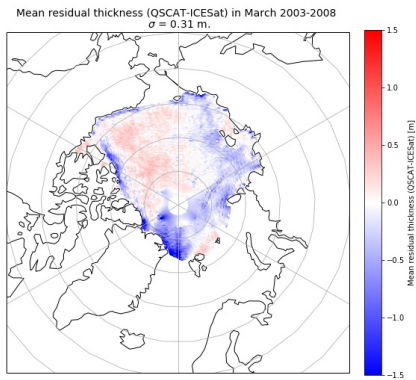 Mean residual thickness (QSCAT-ICESat) in March 2003-2008
σ = 0.31 m.
1.5
1.0
0.5
0.0
−0.5
−1.0
−1.5
Mean residual thickness (QSCAT-ICESat) [m]